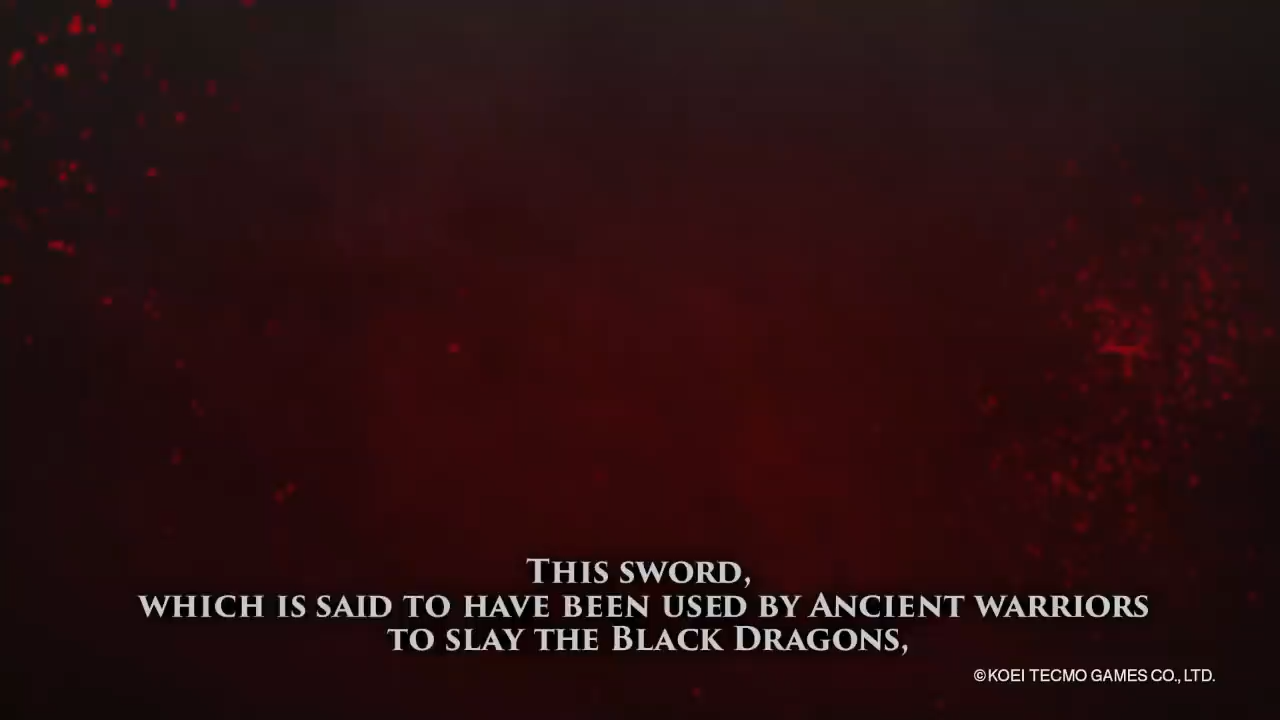 This sword,
which is said to have been used by Ancient warriors
to slay the Black Dragons,
©KOEI TECMO GAMES CO., LTD.